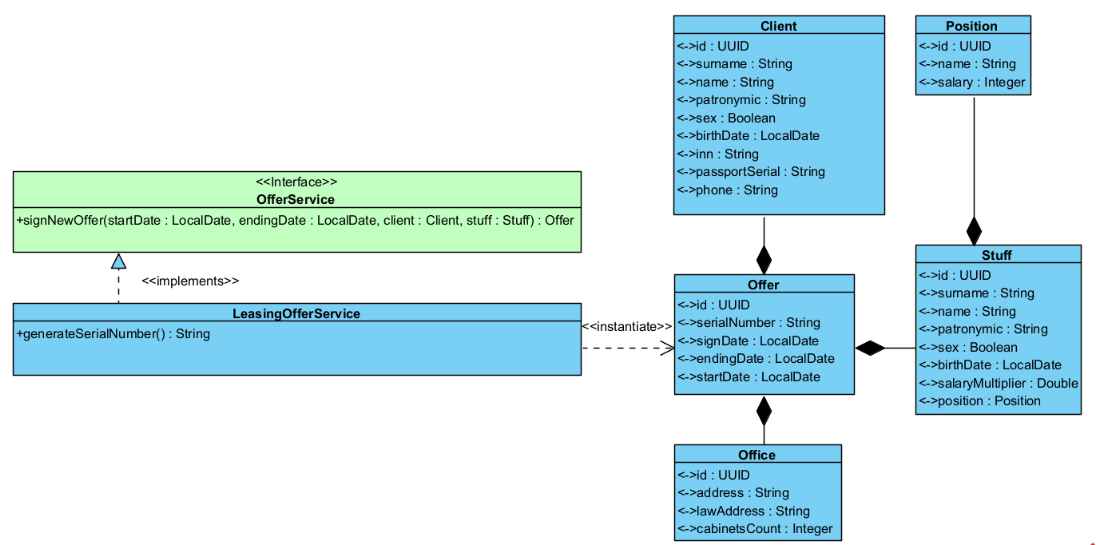 Client
<->id : UUID
<->surname : String
<->name : String
<->patronymic : String
<->sex : Boolean
<->birthDate : LocalDate
<->inn : String
<->passportSerial : String
<->phone : String
Position
<->id : UUID
<->name : String
<->salary : Integer
<<Interface>>
OfferService
+signNewOffer(startDate : LocalDate, endingDate : LocalDate, client : Client, stuff : Stuff) : Offer
<<implements>>
LeasingOfferService
+generateSerialNumber() : String
<<instantiate>>
Offer
<->id : UUID
<->serialNumber : String
<->signDate : LocalDate
<->endingDate : LocalDate
<->startDate : LocalDate
Stuff
<->id : UUID
<->surname : String
<->name : String
<->patronymic : String
<->sex : Boolean
<->birthDate : LocalDate
<->salaryMultiplier : Double
<->position : Position
Office
<->id : UUID
<->address : String
<->lawAddress : String
<->cabinetsCount : Integer